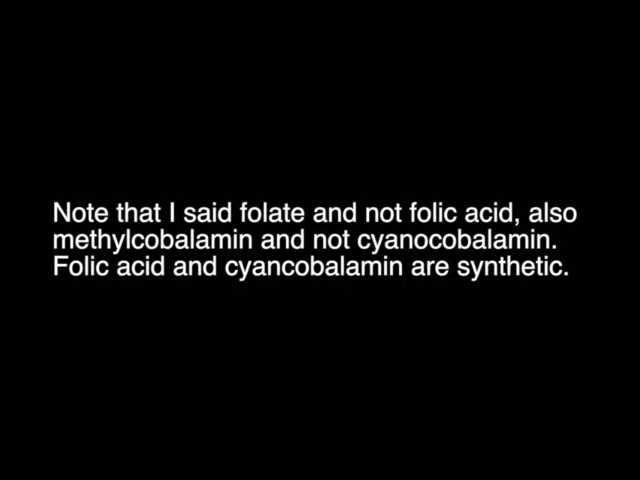 Note that I said folate and not folic acid, also
methylcobalamin and not cyanocobalamin.
Folic acid and cyancobalamin are synthetic.